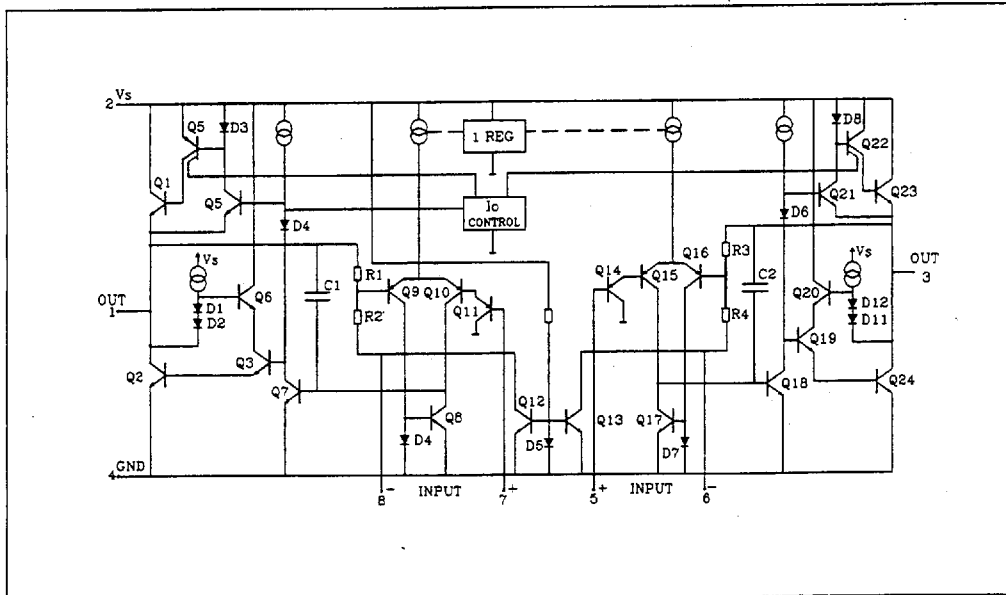 2 Vs
Q5 D3 1 REG D8 Q22
Q1 Q5 Io CONTROL Q21 Q23
D4 D6
Vs R1 Q16 R3 Vs OUT
Q6 C1 Q9 Q10 Q14 Q15 C2 3
OUT 1 D1 R2 Q11 R4 Q20 D12
D2 D11
Q3 Q19
Q2 Q7 Q18 Q24
Q12
Q8 Q13 Q17
D4 D5 D7
4 GND
8 - INPUT 7 + 5 + INPUT 6 -